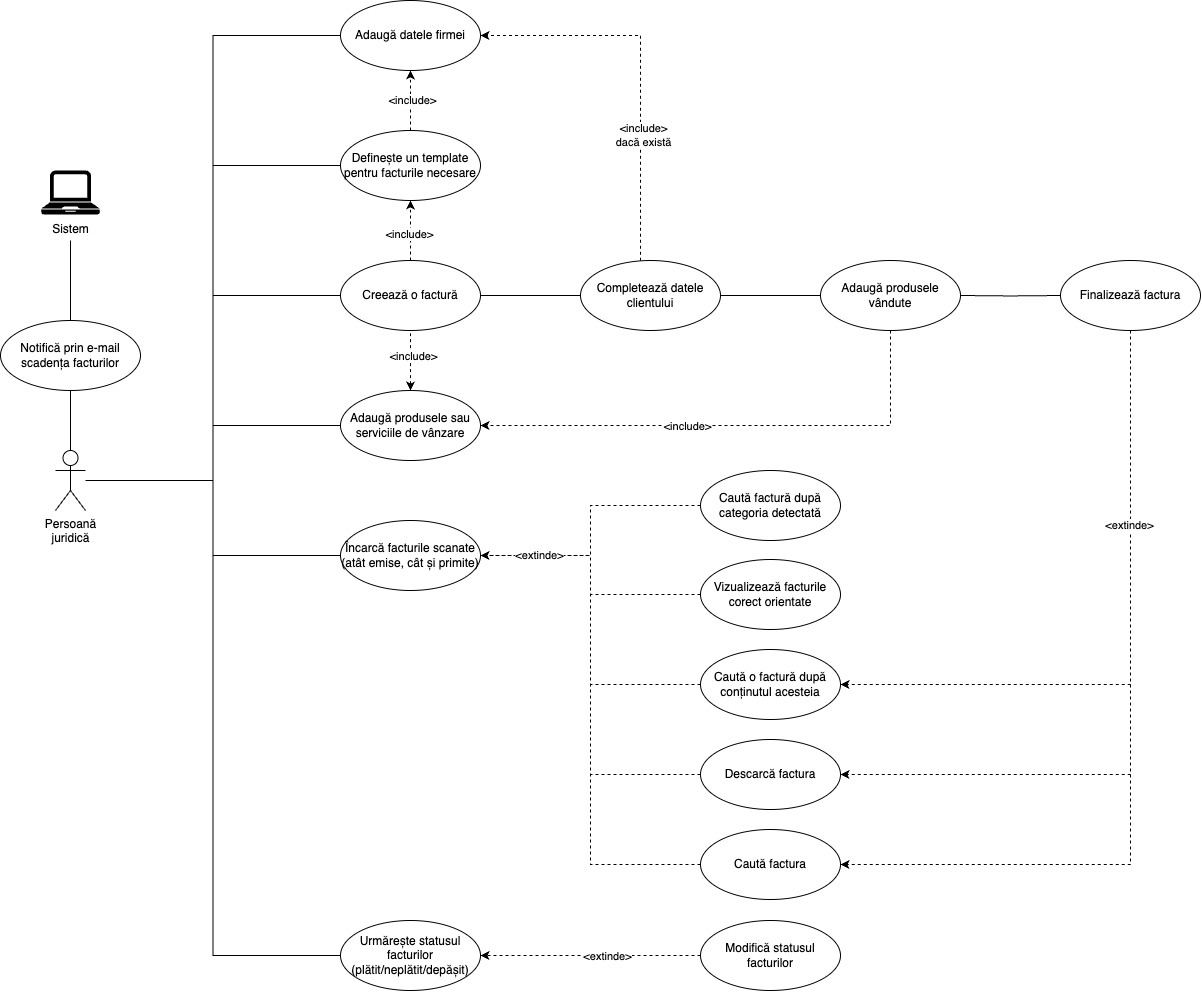 Adaugă datele firmei
<include>
<include>
dacă există
Definește un template
pentru facturile necesare
Sistem
<include>
Creează o factură
Completează datele
clientului
Adaugă produsele
vândute
Finalizează factura
Notifică prin e-mail
scadența facturilor
<include>
Adaugă produsele sau
serviciile de vânzare
<include>
Persoană
juridică
Caută factură după
categoria detectată
<extinde>
Încarcă facturile scanate
(atât emise, cât și primite)
<extinde>
Vizualizează facturile
corect orientate
Caută o factură după
conținutul acesteia
Descarcă factura
Caută factura
Urmărește statusul
facturilor
(plătit/neplătit/depășit)
<extinde>
Modifică statusul
facturilor